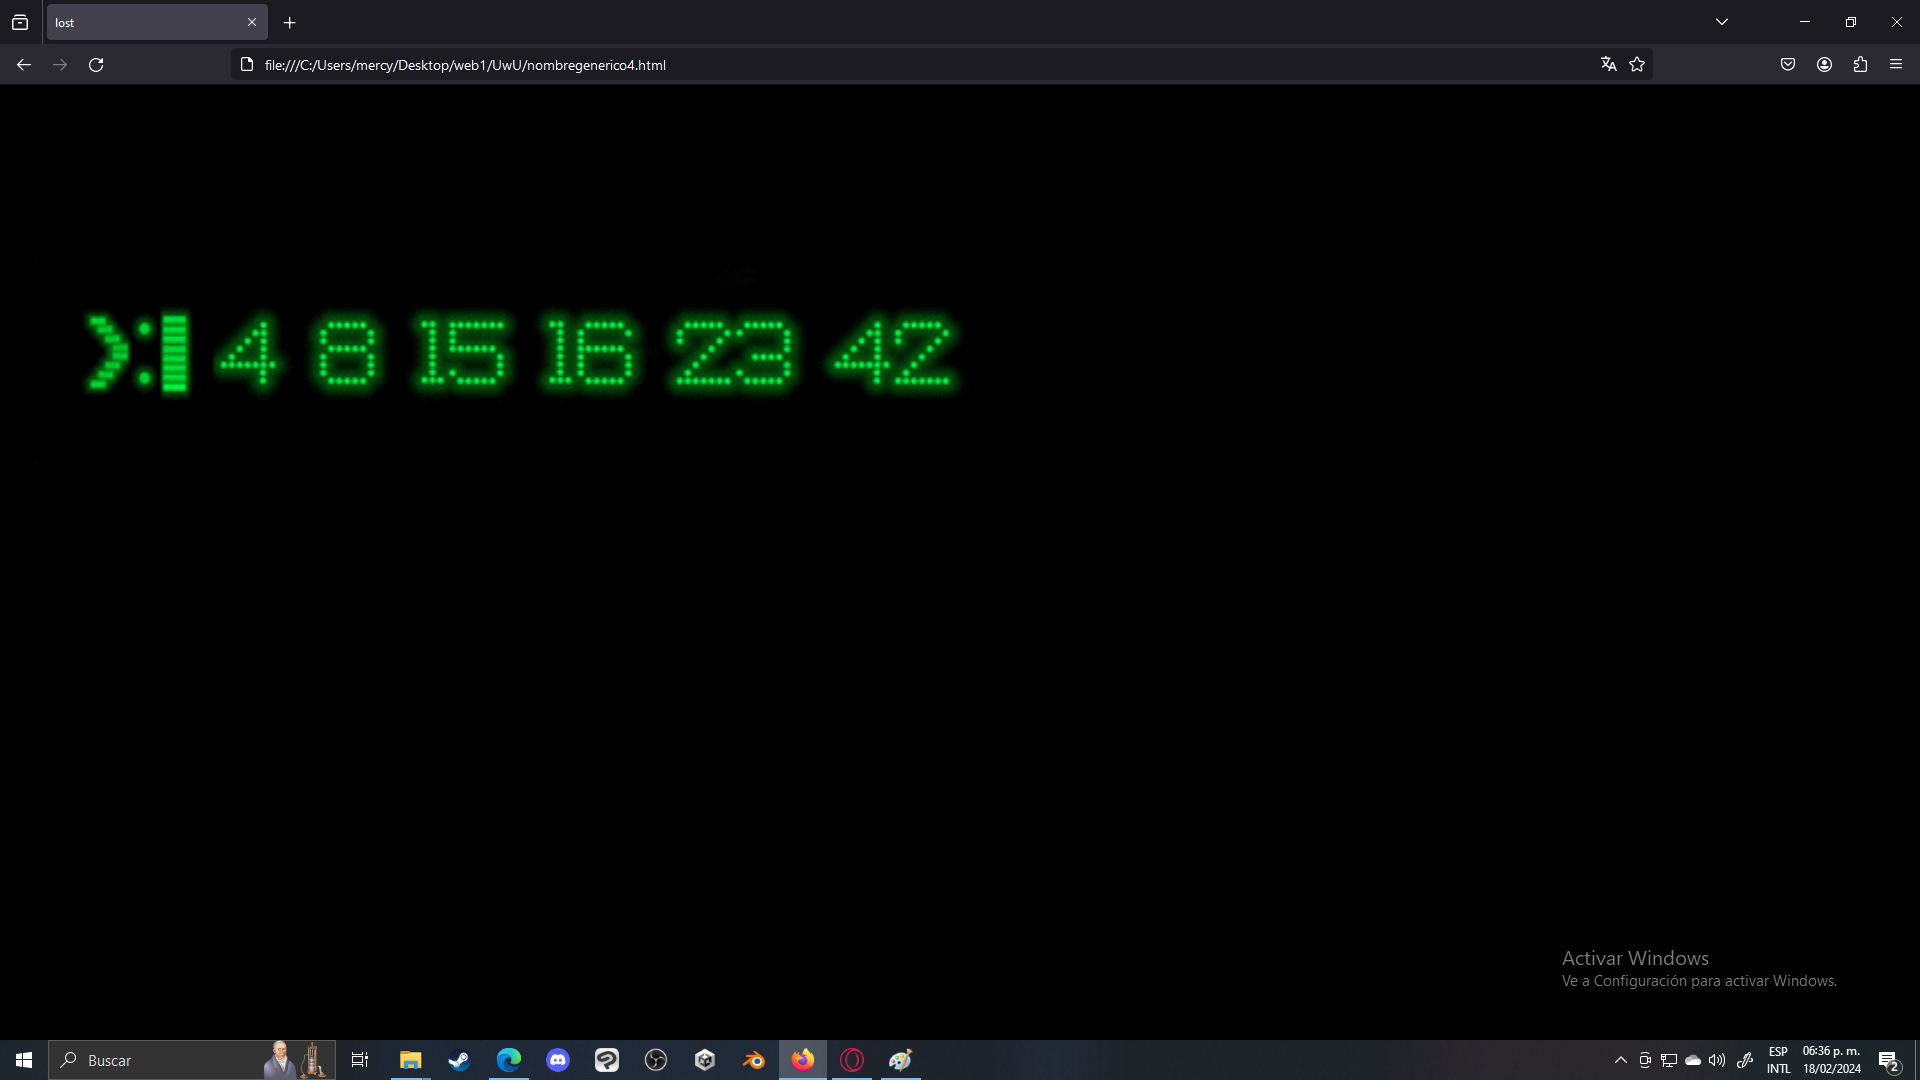 lost
file:///C:/Users/mercy/Desktop/web1/UwU/nombregenerico4.html
>: 4 8 15 16 23 42
Activar Windows
Ve a Configuración para activar Windows.
Buscar
ESP
INTL
06:36 p. m.
18/02/2024
2